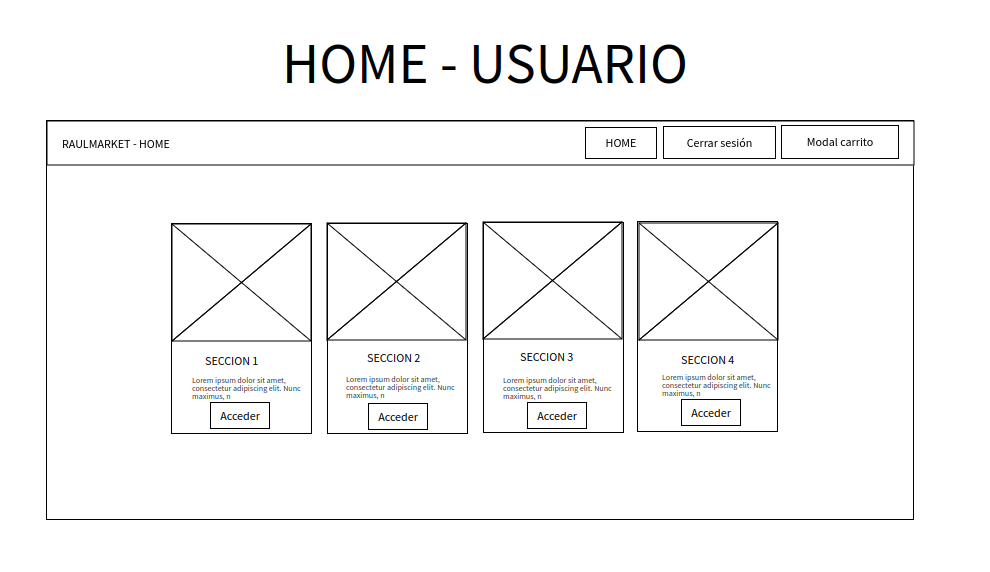 HOME - USUARIO
RAULMARKET - HOME
HOME
Cerrar sesión
Modal carrito
SECCION 1
Lorem ipsum dolor sit amet,
consectetur adipiscing elit. Nunc
maximus, n
Acceder
SECCION 2
Lorem ipsum dolor sit amet,
consectetur adipiscing elit. Nunc
maximus, n
Acceder
SECCION 3
Lorem ipsum dolor sit amet,
consectetur adipiscing elit. Nunc
maximus, n
Acceder
SECCION 4
Lorem ipsum dolor sit amet,
consectetur adipiscing elit. Nunc
maximus, n
Acceder